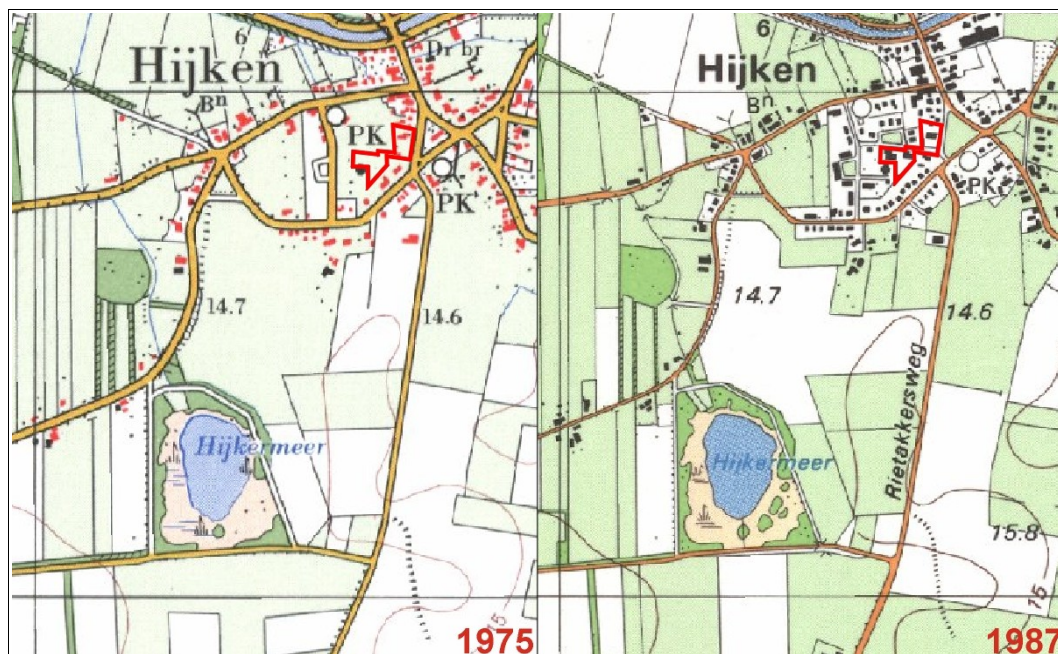 6
Dr br
Hijken
Bⁿ
PK
PK
14.7
14.6
Hijkermeer
15
1975
6
Hijken
Bⁿ
PK
14.7
14.6
Rietakkersweg
Hijkermeer
15.8
15
1987